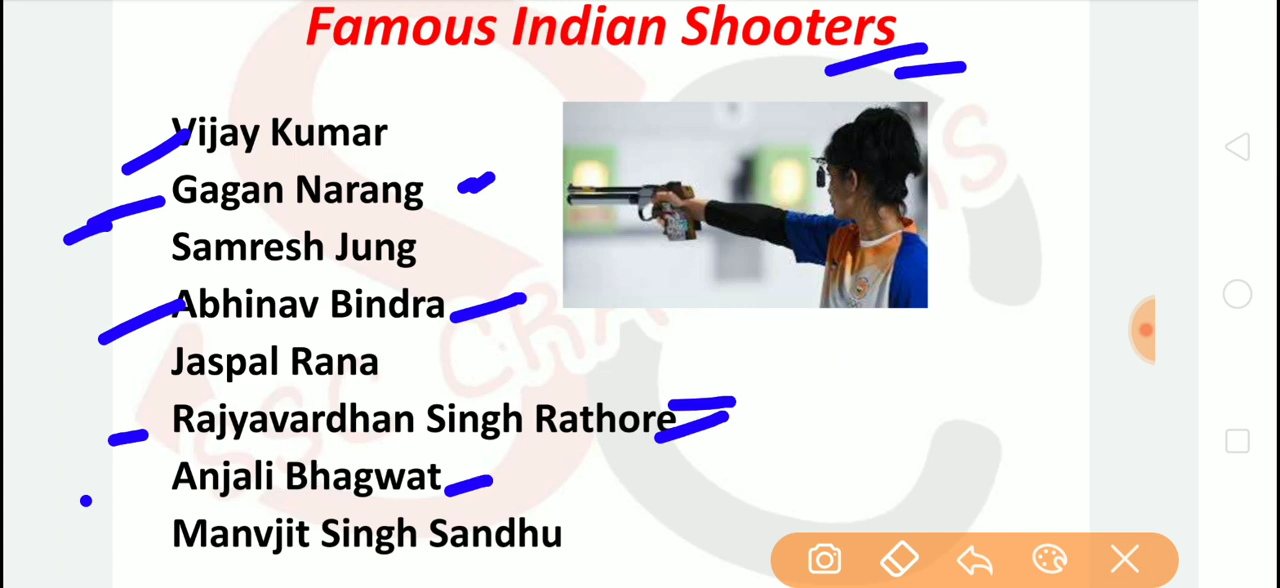 Famous Indian Shooters
Vijay Kumar
Gagan Narang
Samresh Jung
Abhinav Bindra
Jaspal Rana
Rajyavardhan Singh Rathore
Anjali Bhagwat
Manvjit Singh Sandhu